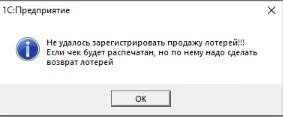 1С:Предприятие
Не удалось зарегистрировать продажу лотерей!!!
Если чек будет распечатан, но по нему надо сделать
возврат лотерей
OK